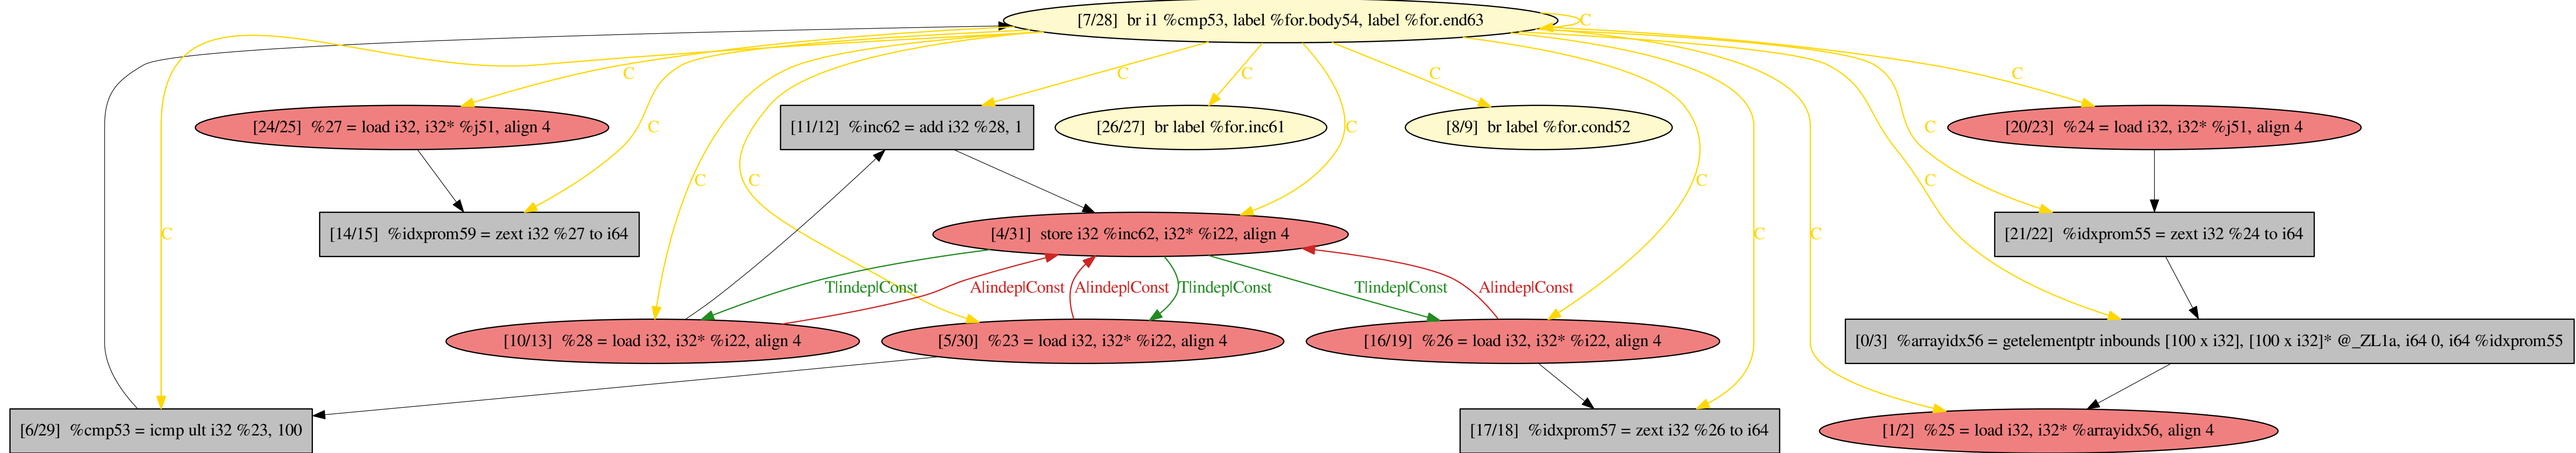 [7/28]  br i1 %cmp53, label %for.body54, label %for.end63
C
C
C
C
C
C
[24/25]  %27 = load i32, i32* %j51, align 4
C
[11/12]  %inc62 = add i32 %28, 1
[26/27]  br label %for.inc61
C
[8/9]  br label %for.cond52
C
[20/23]  %24 = load i32, i32* %j51, align 4
C
C
C
C
C
[14/15]  %idxprom59 = zext i32 %27 to i64
[4/31]  store i32 %inc62, i32* %i22, align 4
C
C
[21/22]  %idxprom55 = zext i32 %24 to i64
T|indep|Const
A|indep|Const
A|indep|Const
T|indep|Const
T|indep|Const
A|indep|Const
[10/13]  %28 = load i32, i32* %i22, align 4
[5/30]  %23 = load i32, i32* %i22, align 4
[16/19]  %26 = load i32, i32* %i22, align 4
[0/3]  %arrayidx56 = getelementptr inbounds [100 x i32], [100 x i32]* @_ZL1a, i64 0, i64 %idxprom55
[6/29]  %cmp53 = icmp ult i32 %23, 100
[17/18]  %idxprom57 = zext i32 %26 to i64
[1/2]  %25 = load i32, i32* %arrayidx56, align 4